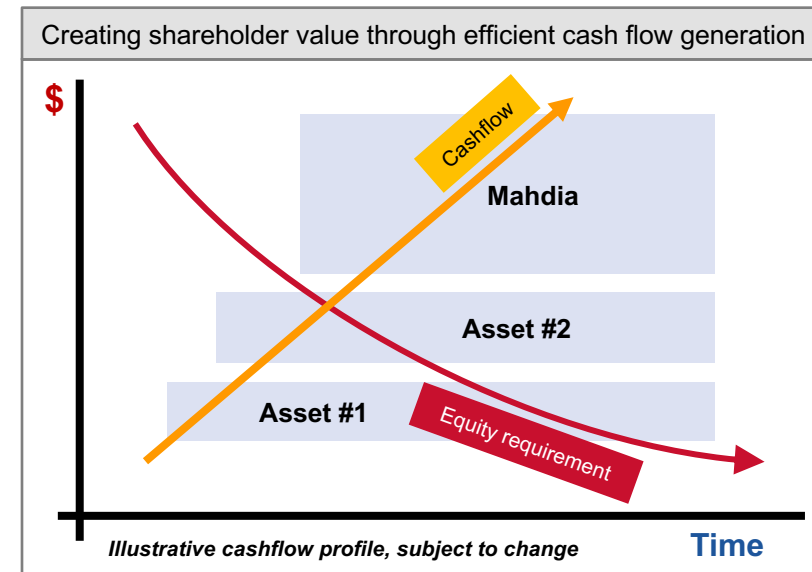 Creating shareholder value through efficient cash flow generation
$
Cashflow
Mahdia
Asset #2
Asset #1
Equity requirement
Illustrative cashflow profile, subject to change
Time